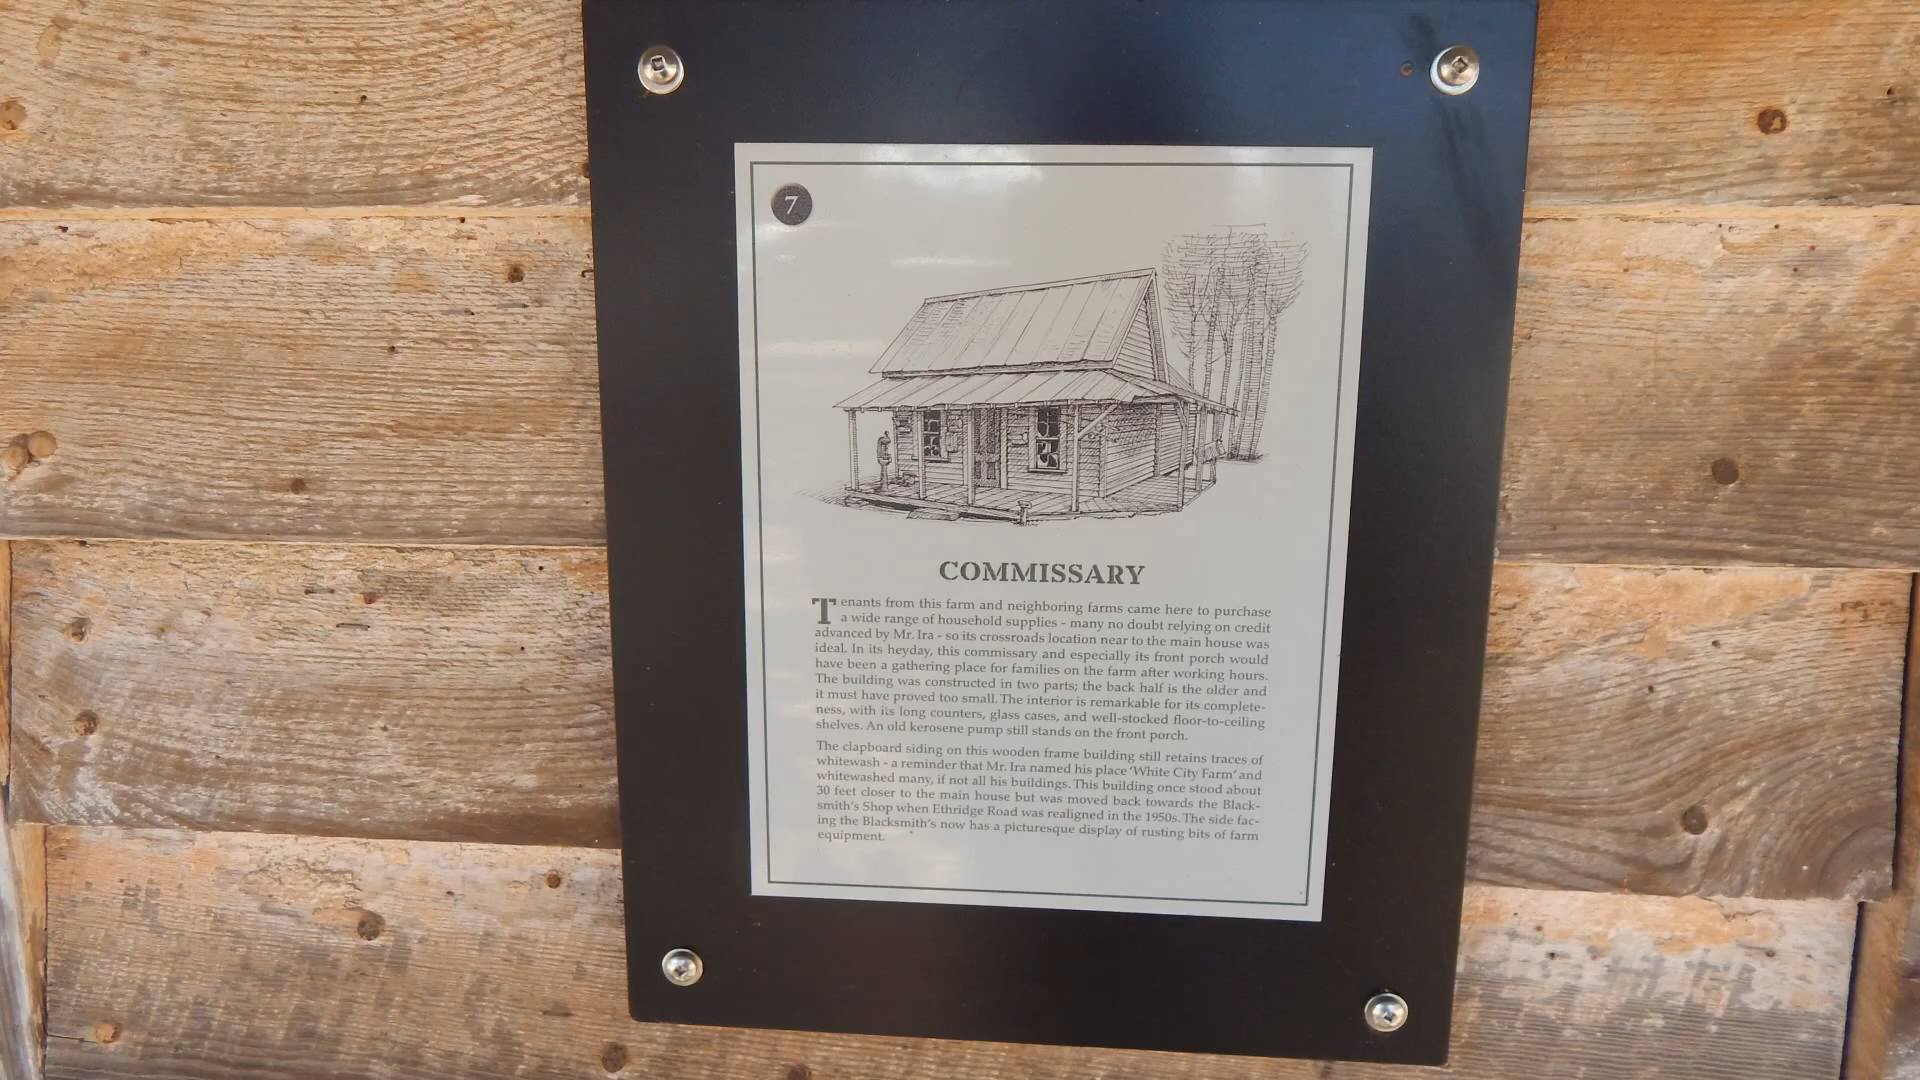 7
COMMISSARY
Tenants from this farm and neighboring farms came here to purchase
a wide range of household supplies - many no doubt relying on credit
advanced by Mr. Ira - so its crossroads location near to the main house was
ideal. In its heyday, this commissary and especially its front porch would
have been a gathering place for families on the farm after working hours.
The building was constructed in two parts; the back half is the older and
it must have proved too small. The interior is remarkable for its complete-
ness, with its long counters, glass cases, and well-stocked floor-to-ceiling
shelves. An old kerosene pump still stands on the front porch.
The clapboard siding on this wooden frame building still retains traces of
whitewash - a reminder that Mr. Ira named his place 'White City Farm' and
whitewashed many, if not all his buildings. This building once stood about
30 feet closer to the main house but was moved back towards the Black-
smith's Shop when Ethridge Road was realigned in the 1950s. The side fac-
ing the Blacksmith's now has a picturesque display of rusting bits of farm
equipment.